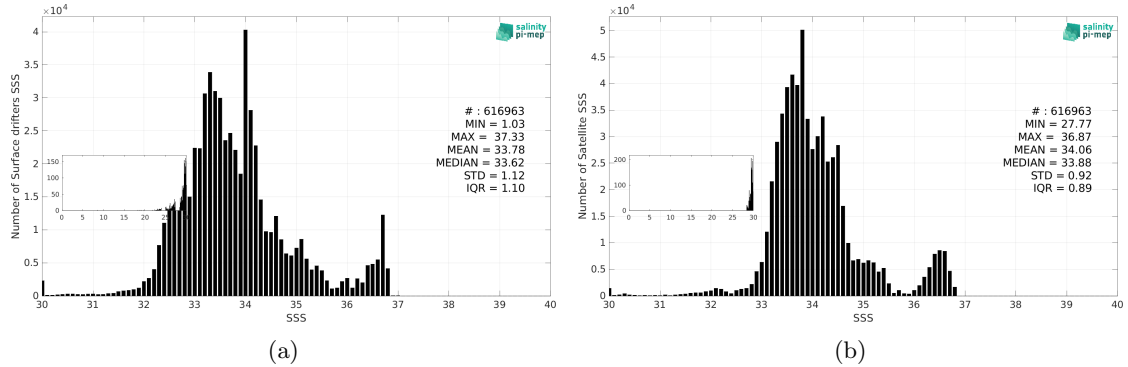 ×10⁴
4
3.5
3
2.5
2
1.5
1
0.5
0
Number of Surface drifters SSS
salinity
pi-mep
# : 616963
MIN = 1.03
MAX = 37.33
MEAN = 33.78
MEDIAN = 33.62
STD = 1.12
IQR = 1.10
150
100
50
0
0 5 10 15 20 25
30 31 32 33 34 35 36 37 38 39 40
SSS
(a)
×10⁴
5
4.5
4
3.5
3
2.5
2
1.5
1
0.5
0
Number of Satellite SSS
salinity
pi-mep
# : 616963
MIN = 27.77
MAX = 36.87
MEAN = 34.06
MEDIAN = 33.88
STD = 0.92
IQR = 0.89
200
100
0
0 5 10 15 20 25 30
30 31 32 33 34 35 36 37 38 39 40
SSS
(b)